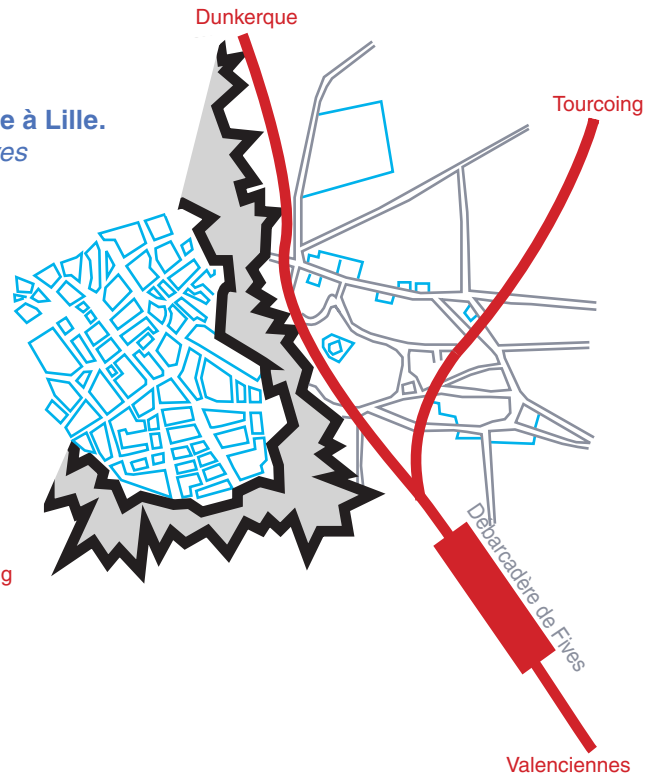 Dunkerque
Tourcoing
e à Lille.
es
g
Débarcadère de Fives
Valenciennes